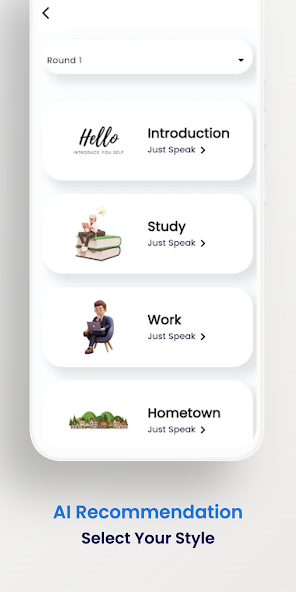 Round 1
Hello
INTRODUCE YOU SELF
Introduction
Just Speak
Study
Just Speak
Work
Just Speak
Hometown
Just Speak
AI Recommendation
Select Your Style